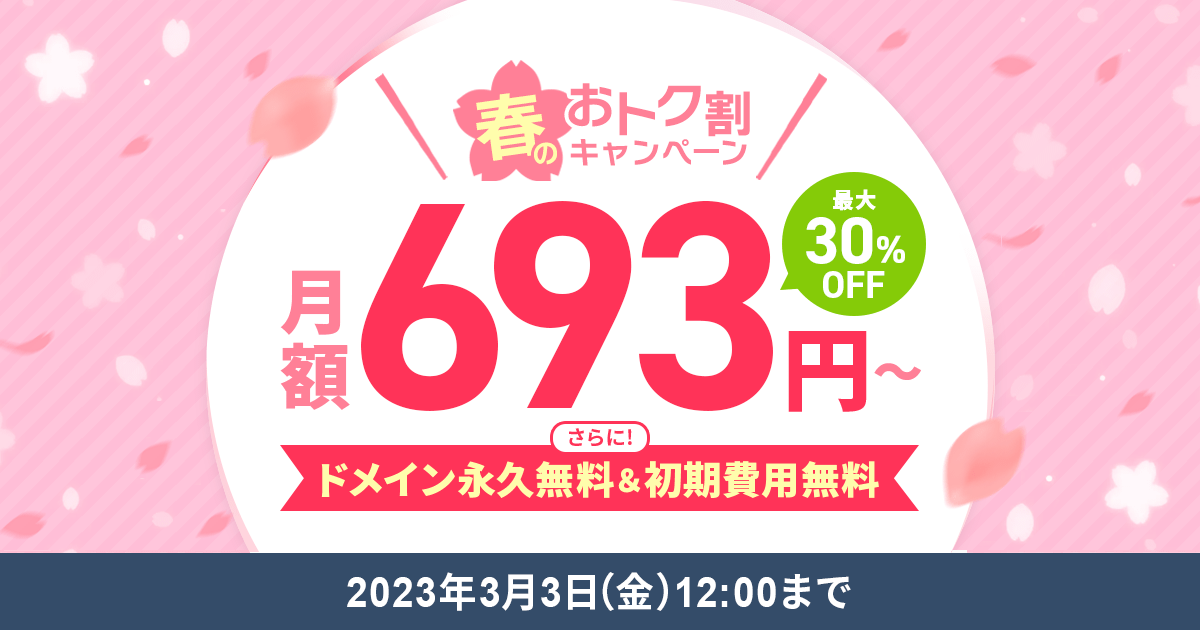 春の
おトク割
キャンペーン
最大
30%
OFF
月額693円～
さらに!
ドメイン永久無料&初期費用無料
2023年3月3日(金)12:00まで